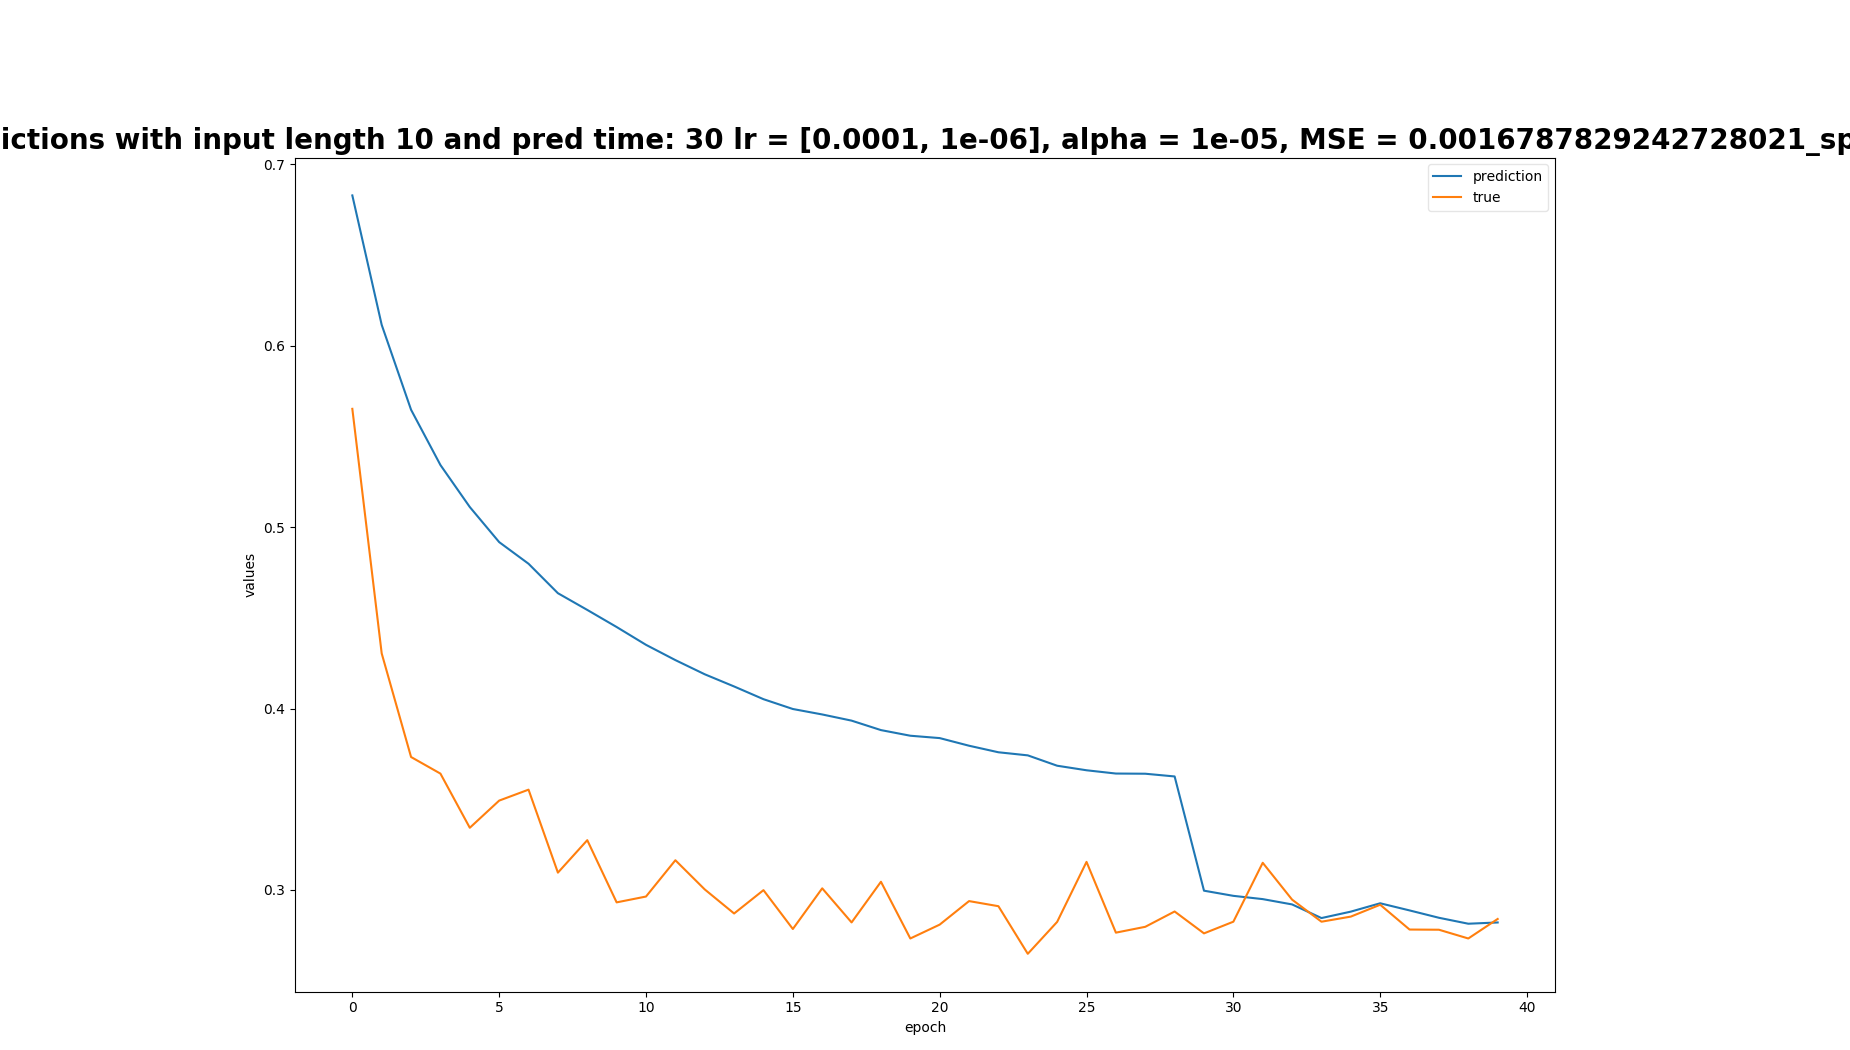 ictions with input length 10 and pred time: 30 lr = [0.0001, 1e-06], alpha = 1e-05, MSE = 0.0016787829242728021_sp
prediction
true
0.7
0.6
0.5
0.4
0.3
values
0 5 10 15 20 25 30 35 40
epoch